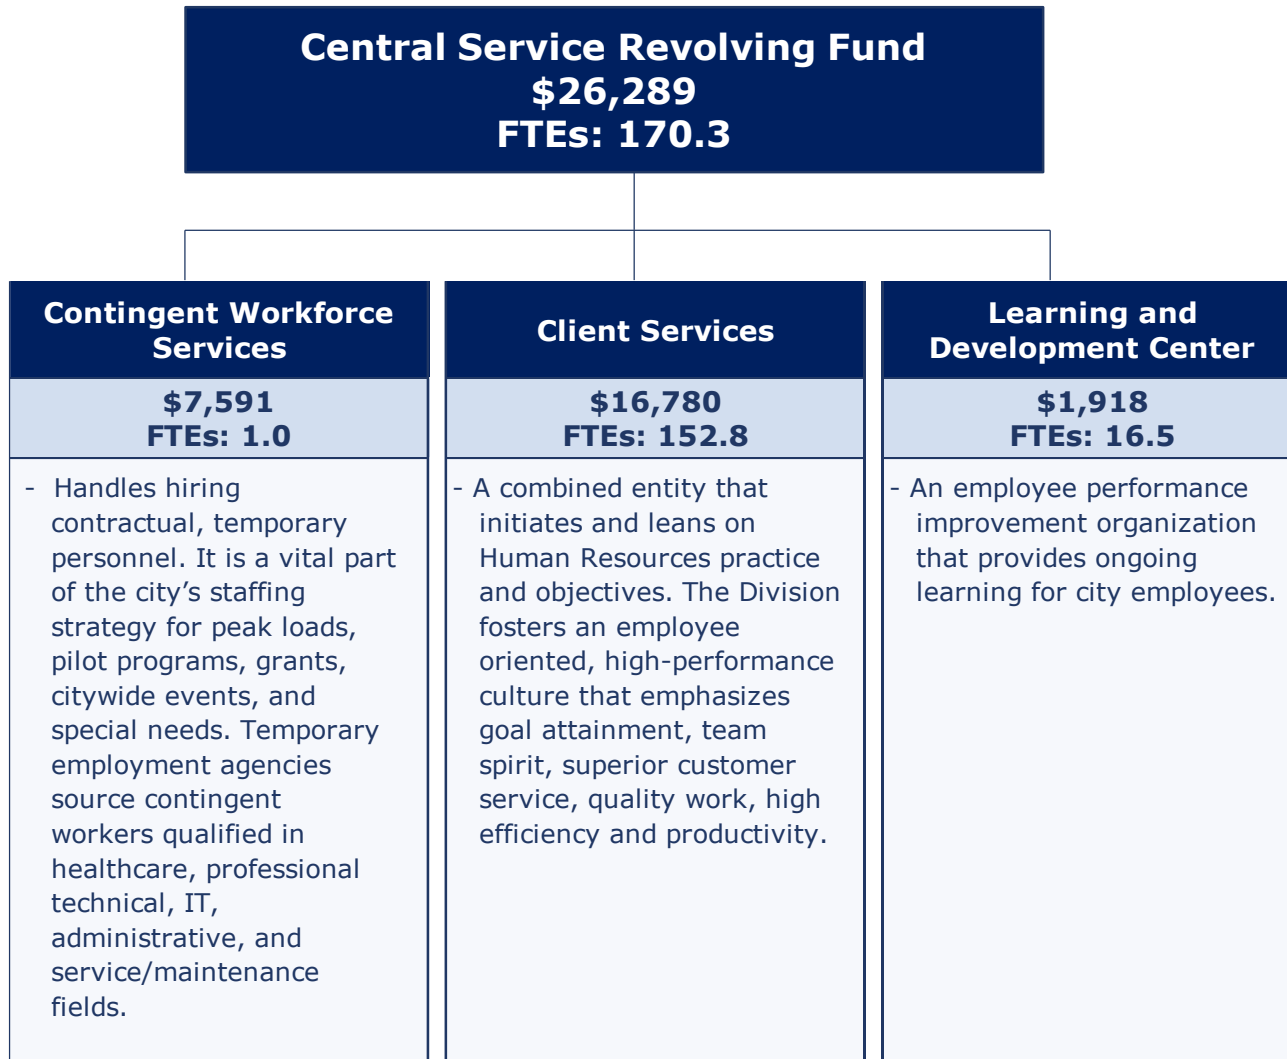 Central Service Revolving Fund
$26,289
FTEs: 170.3
Contingent Workforce
Services
$7,591
FTEs: 1.0
- Handles hiring
contractual, temporary
personnel. It is a vital part
of the city’s staffing
strategy for peak loads,
pilot programs, grants,
citywide events, and
special needs. Temporary
employment agencies
source contingent
workers qualified in
healthcare, professional
technical, IT,
administrative, and
service/maintenance
fields.
Client Services
$16,780
FTEs: 152.8
- A combined entity that
initiates and leans on
Human Resources practice
and objectives. The Division
fosters an employee
oriented, high-performance
culture that emphasizes
goal attainment, team
spirit, superior customer
service, quality work, high
efficiency and productivity.
Learning and
Development Center
$1,918
FTEs: 16.5
- An employee performance
improvement organization
that provides ongoing
learning for city employees.